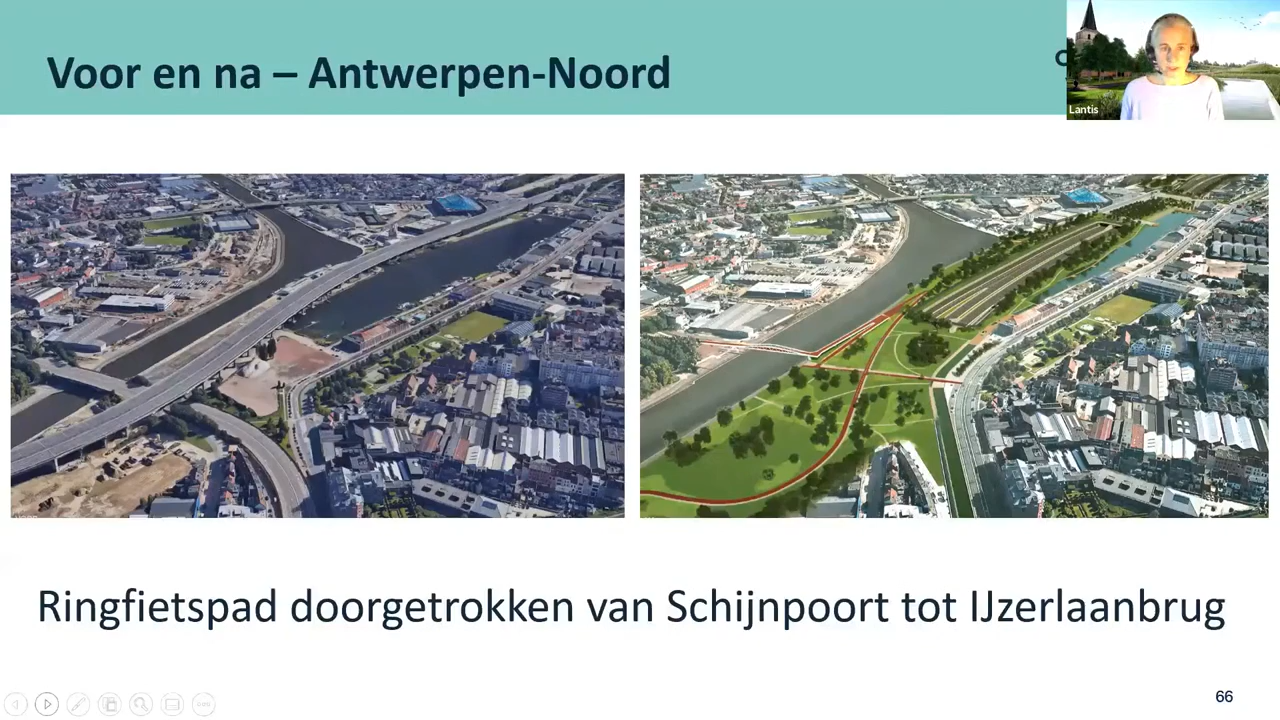 Voor en na – Antwerpen-Noord
Lantis
Ringfietspad doorgetrokken van Schijnpoort tot IJzerlaanbrug
66